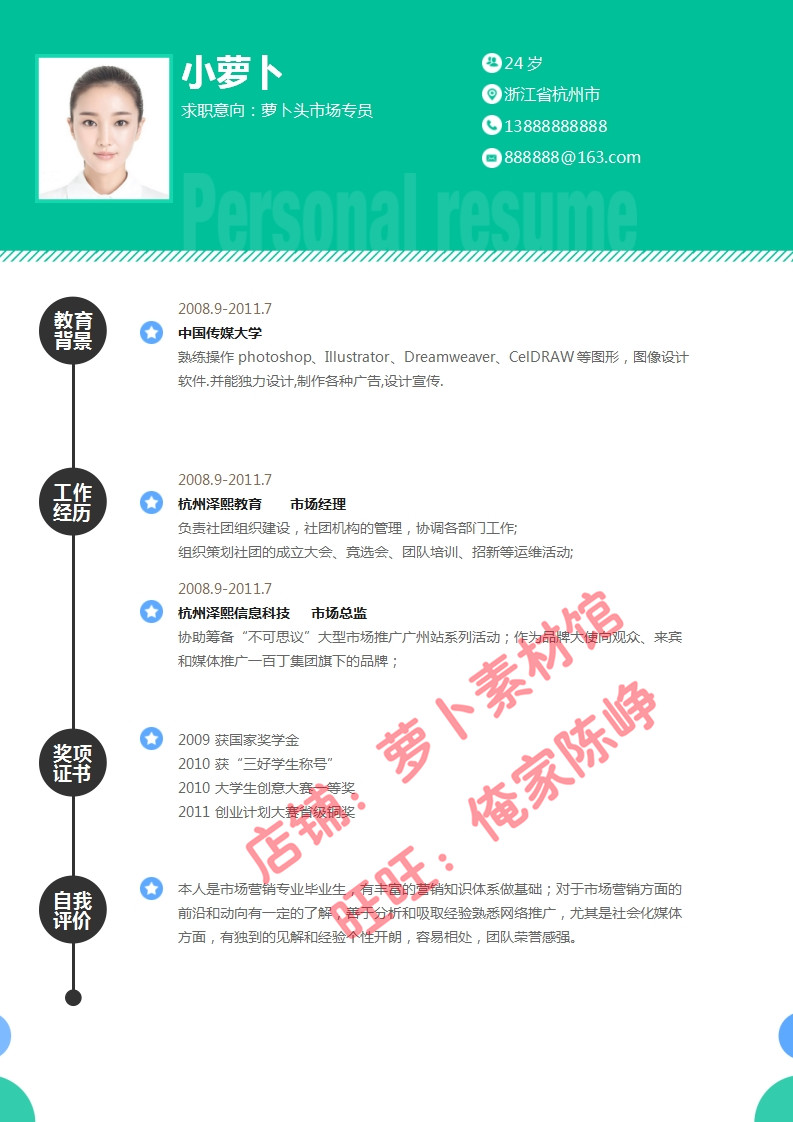 小萝卜
求职意向：萝卜头市场专员
24 岁
浙江省杭州市
13888888888
888888@163.com
Personal resume
教育
背景
2008.9-2011.7
中国传媒大学
熟练操作 photoshop、Illustrator、Dreamweaver、CelDRAW 等图形，图像设计
软件.并能独力设计,制作各种广告,设计宣传.
工作
经历
2008.9-2011.7
杭州泽熙教育 市场经理
负责社团组织建设，社团机构的管理，协调各部门工作;
组织策划社团的成立大会、竞选会、团队培训、招新等运维活动;
2008.9-2011.7
杭州泽熙信息科技 市场总监
协助筹备“不可思议”大型市场推广广州站系列活动；作为品牌大使向观众、来宾
和媒体推广一百丁集团旗下的品牌；
奖项
证书
2009 获国家奖学金
2010 获“三好学生称号”
2010 大学生创意大赛一等奖
2011 创业计划大赛省级铜奖
自我
评价
本人是市场营销专业毕业生，有丰富的营销知识体系做基础；对于市场营销方面的
前沿和动向有一定的了解，善于分析和吸取经验熟悉网络推广，尤其是社会化媒体
方面，有独到的见解和经验个性开朗，容易相处，团队荣誉感强。
店铺：萝卜素材馆
旺旺：俺家陈峥